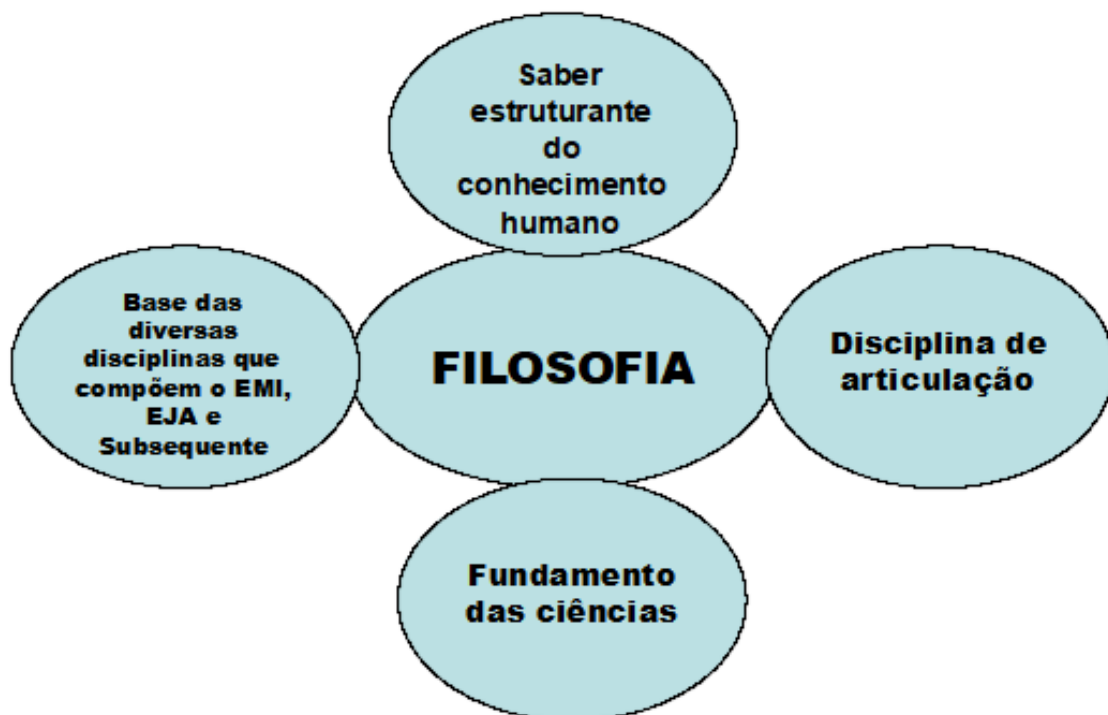 Saber
estruturante
do
conhecimento
humano
Base das
diversas
disciplinas que
compõem o EMI,
EJA e
Subsequente
FILOSOFIA
Disciplina de
articulação
Fundamento
das ciências